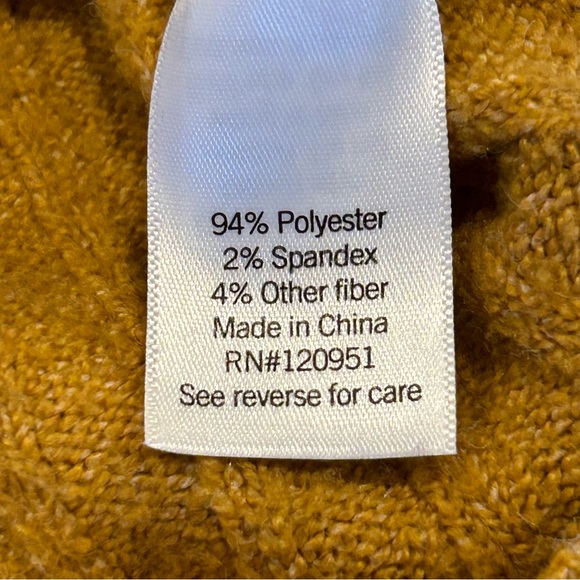 94% Polyester
2% Spandex
4% Other fiber
Made in China
RN#120951
See reverse for care